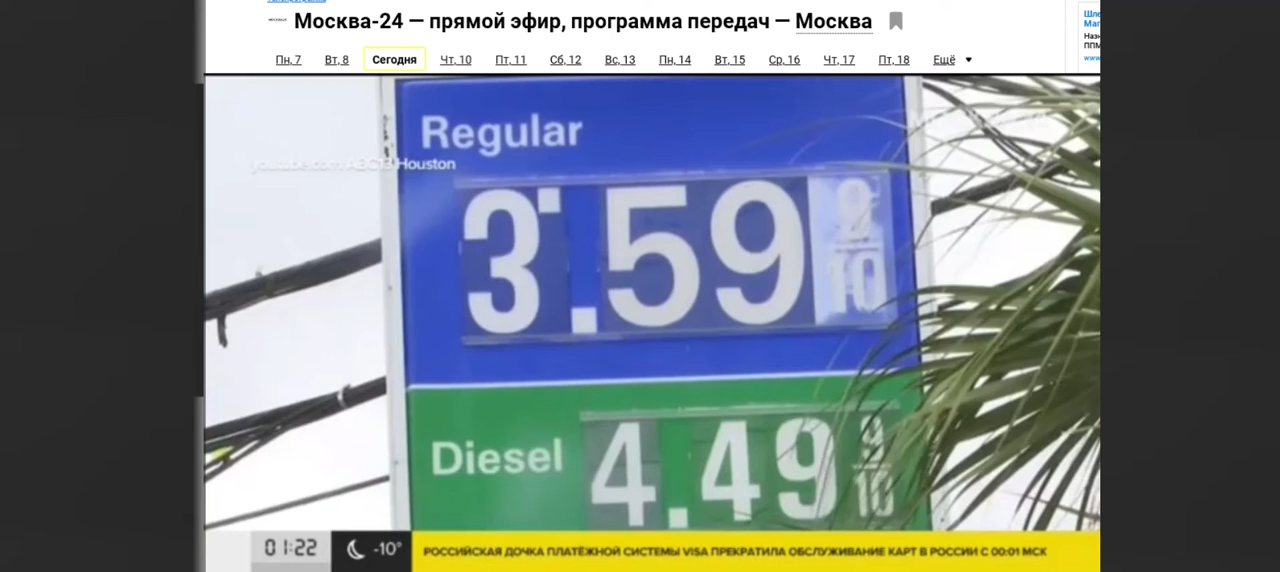 Москва-24 — прямой эфир, программа передач — Москва
Пн, 7 Вт, 8 Сегодня Чт, 10 Пт, 11 Сб, 12 Вс, 13 Пн, 14 Вт, 15 Ср, 16 Чт, 17 Пт, 18 Ещё
Regular
youtube.com/ABC13 Houston
3.59 9/10
Diesel
4.49 9/10
01:22 -10° РОССИЙСКАЯ ДОЧКА ПЛАТЁЖНОЙ СИСТЕМЫ VISA ПРЕКРАТИЛА ОБСЛУЖИВАНИЕ КАРТ В РОССИИ С 00:01 МСК